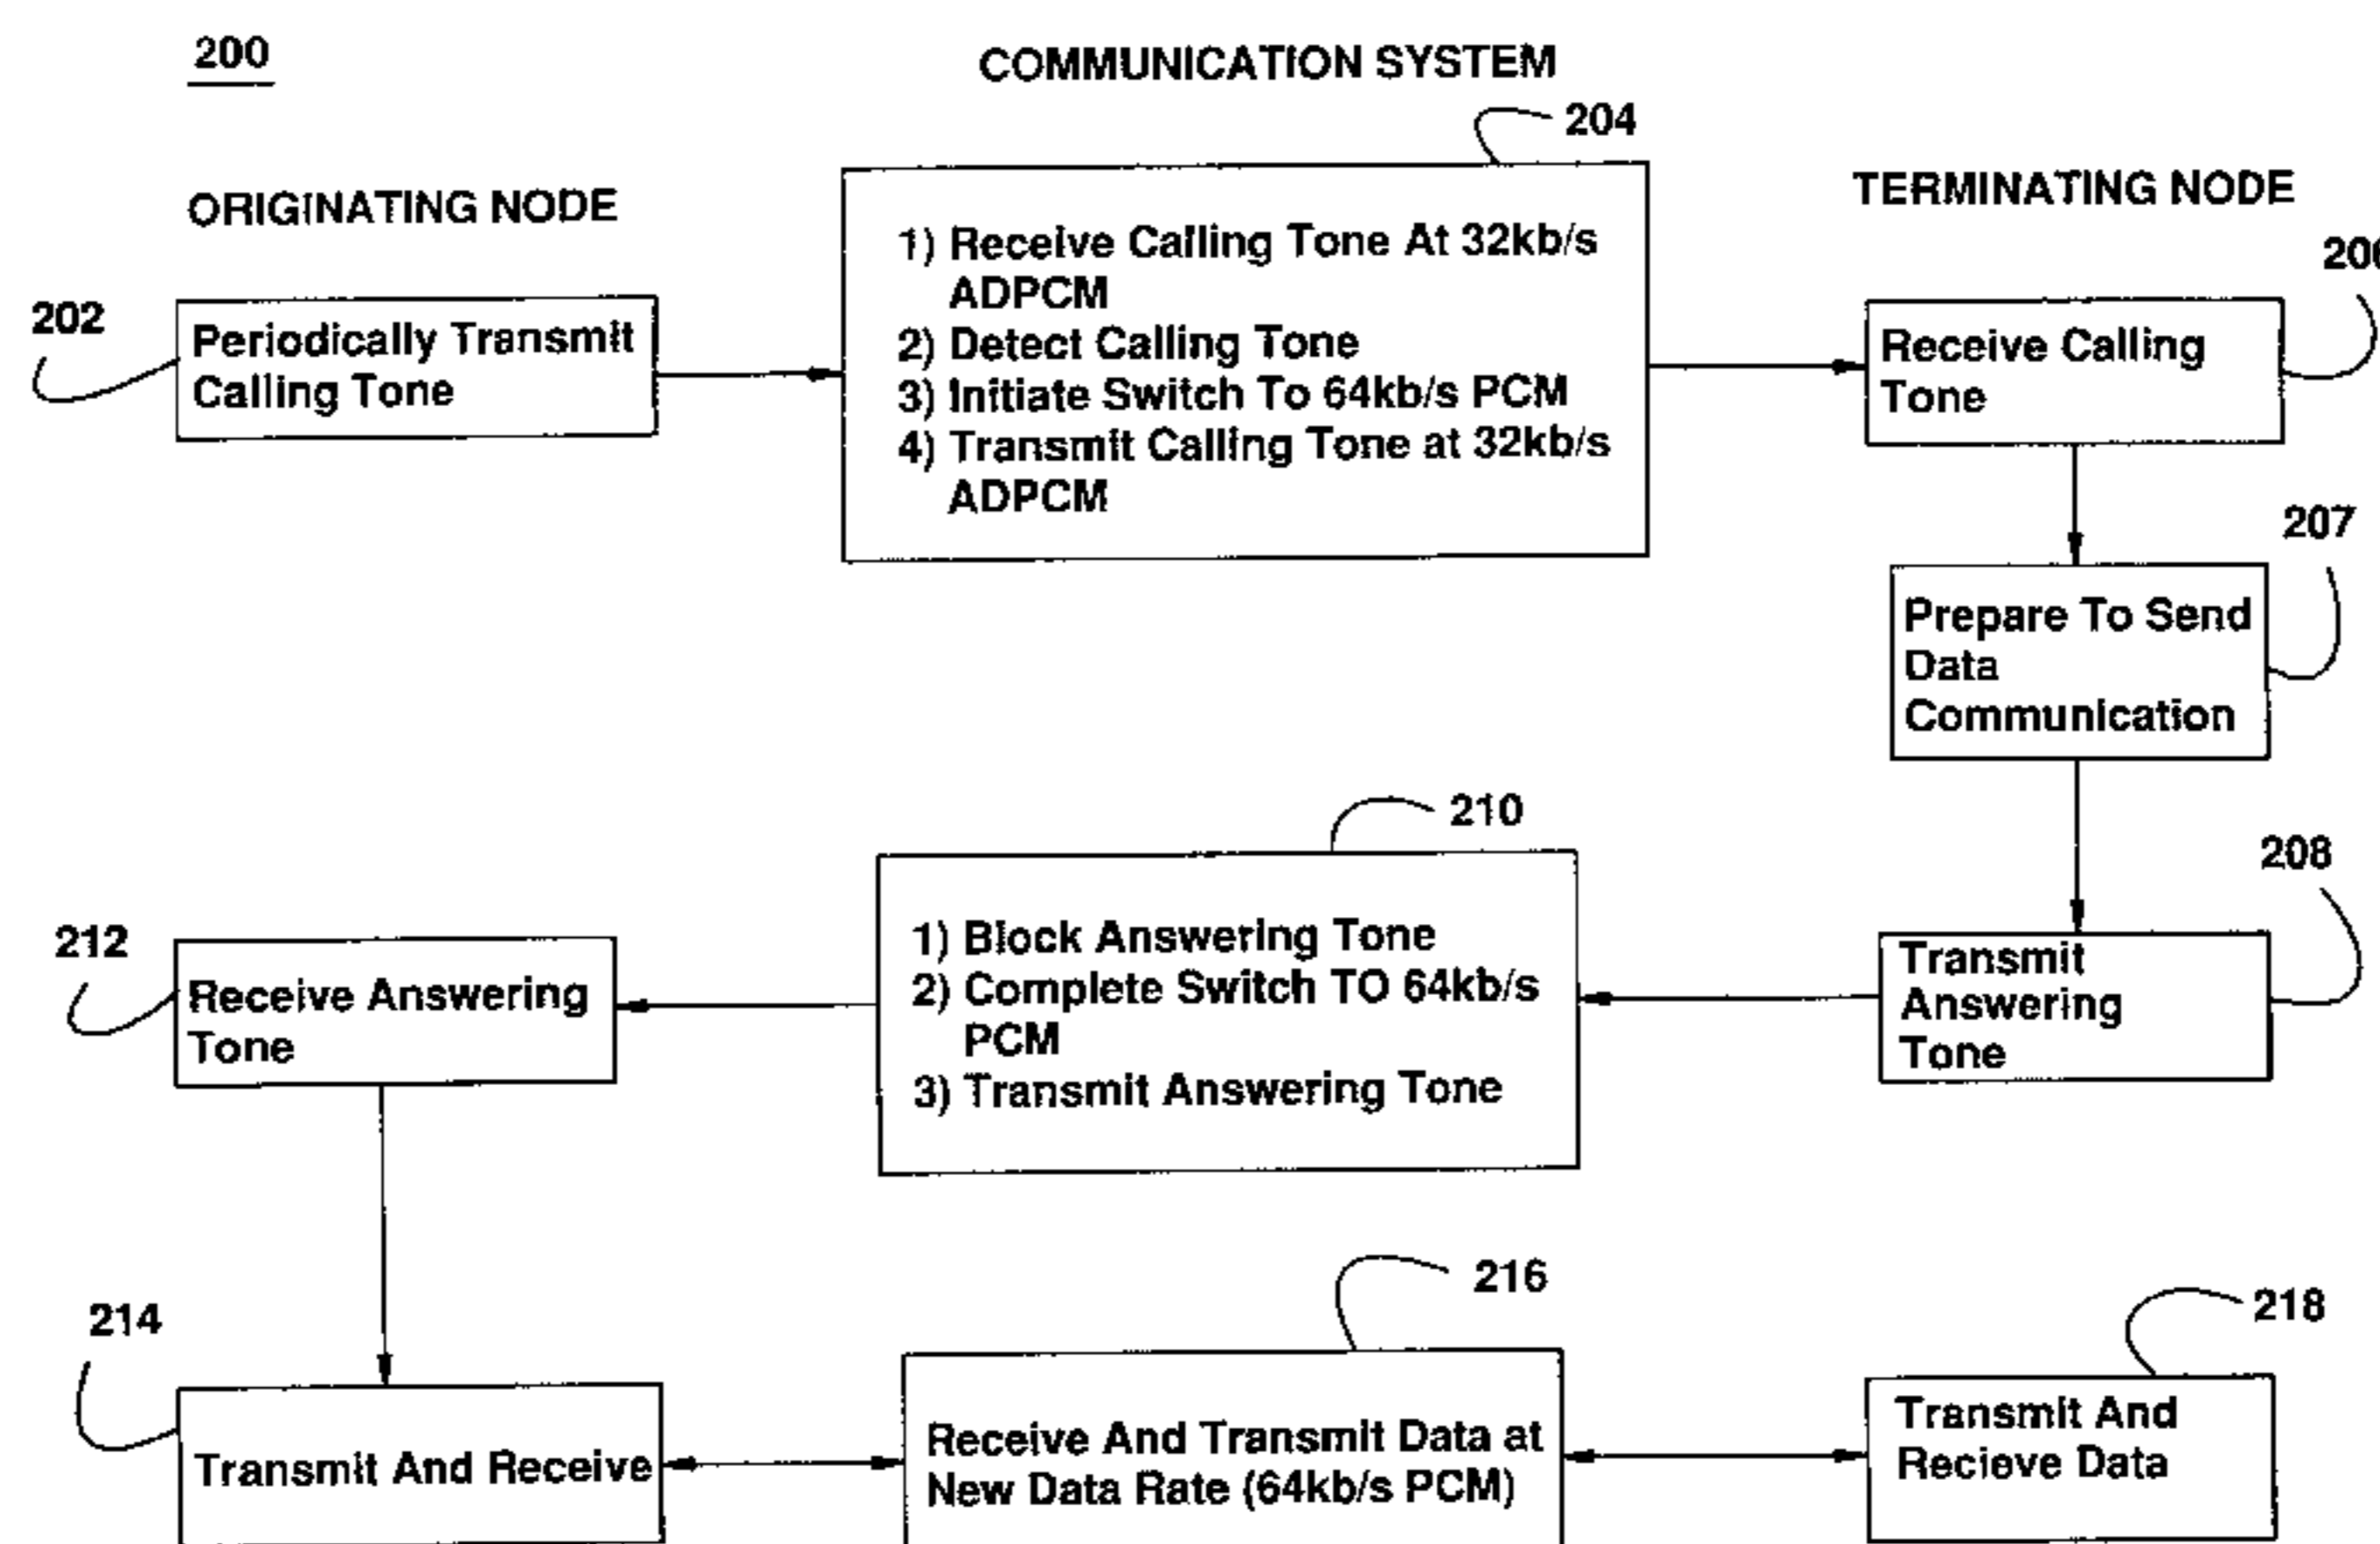 200
COMMUNICATION SYSTEM
204
ORIGINATING NODE
TERMINATING NODE
202
Periodically Transmit
Calling Tone
1) Receive Calling Tone At 32kb/s
ADPCM
2) Detect Calling Tone
3) Initiate Switch To 64kb/s PCM
4) Transmit Calling Tone at 32kb/s
ADPCM
Receive Calling
Tone
207
Prepare To Send
Data
Communication
210
208
212
Receive Answering
Tone
1) Block Answering Tone
2) Complete Switch TO 64kb/s
PCM
3) Transmit Answering Tone
Transmit
Answering
Tone
214
216
218
Transmit And Receive
Receive And Transmit Data at
New Data Rate (64kb/s PCM)
Transmit And
Recieve Data